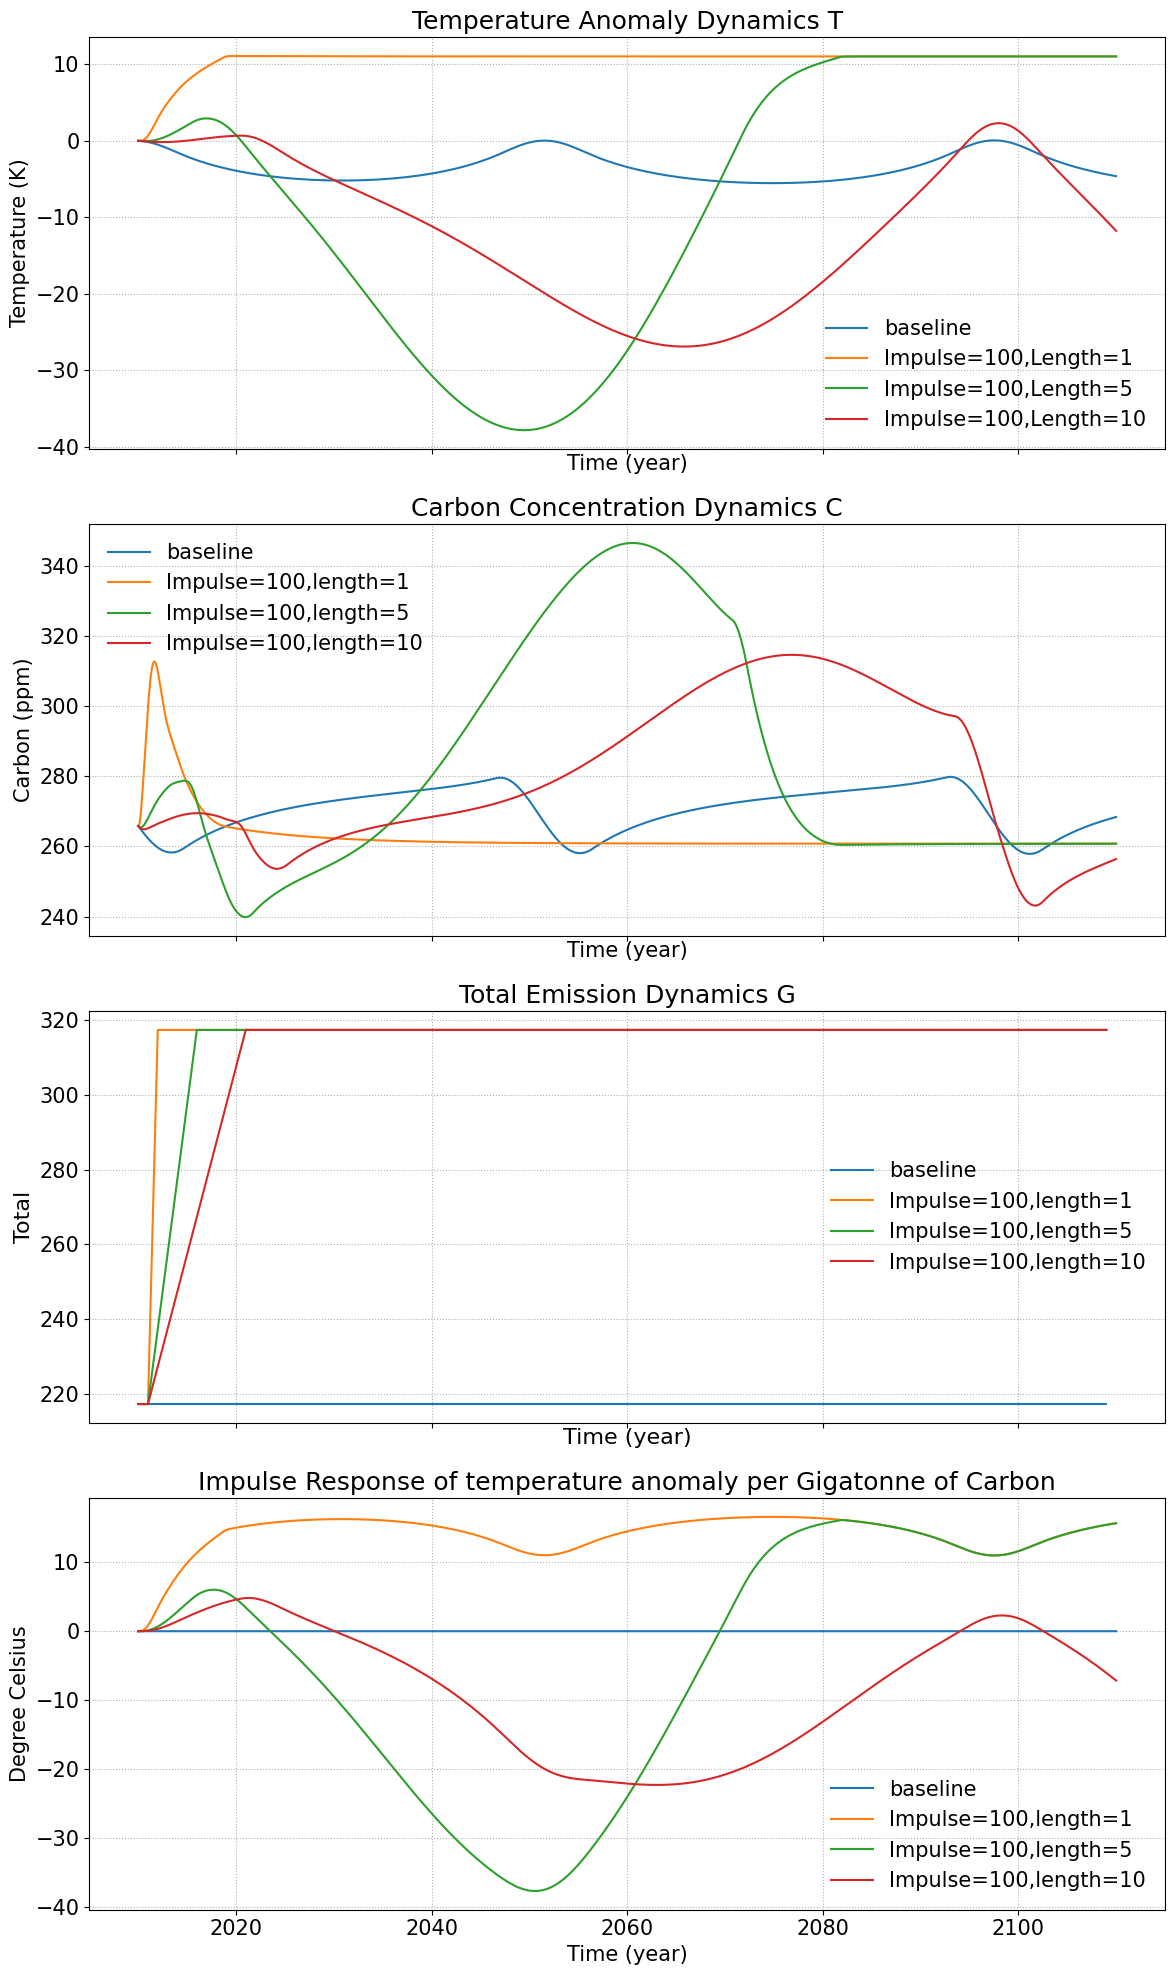 Temperature Anomaly Dynamics T
10
0
−10
−20
−30
−40
Temperature (K)
baseline
Impulse=100,Length=1
Impulse=100,Length=5
Impulse=100,Length=10
Time (year)
Carbon Concentration Dynamics C
340
320
300
280
260
240
Carbon (ppm)
baseline
Impulse=100,length=1
Impulse=100,length=5
Impulse=100,length=10
Time (year)
Total Emission Dynamics G
320
300
280
260
240
220
Total
baseline
Impulse=100,length=1
Impulse=100,length=5
Impulse=100,length=10
Time (year)
Impulse Response of temperature anomaly per Gigatonne of Carbon
10
0
−10
−20
−30
−40
Degree Celsius
baseline
Impulse=100,length=1
Impulse=100,length=5
Impulse=100,length=10
2020 2040 2060 2080 2100
Time (year)